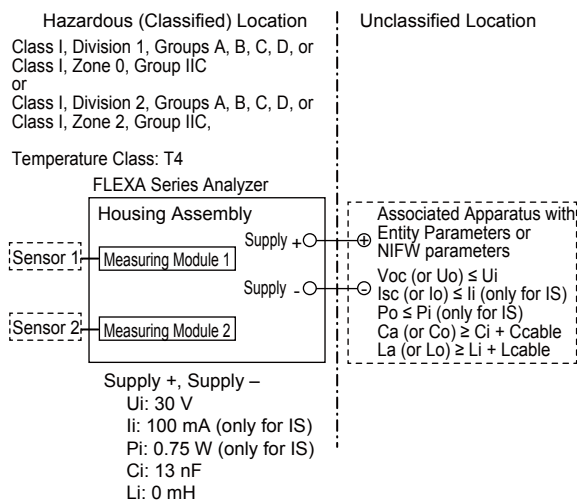 Hazardous (Classified) Location
Unclassified Location
Class I, Division 1, Groups A, B, C, D, or
Class I, Zone 0, Group IIC
or
Class I, Division 2, Groups A, B, C, D, or
Class I, Zone 2, Group IIC,
Temperature Class: T4
FLEXA Series Analyzer
Housing Assembly
Supply +
Supply -
Sensor 1
Measuring Module 1
Sensor 2
Measuring Module 2
+
-
Associated Apparatus with
Entity Parameters or
NIFW parameters
Voc (or Uo) ≤ Ui
Isc (or Io) ≤ Ii (only for IS)
Po ≤ Pi (only for IS)
Ca (or Co) ≥ Ci + Ccable
La (or Lo) ≥ Li + Lcable
Supply +, Supply –
Ui: 30 V
Ii: 100 mA (only for IS)
Pi: 0.75 W (only for IS)
Ci: 13 nF
Li: 0 mH